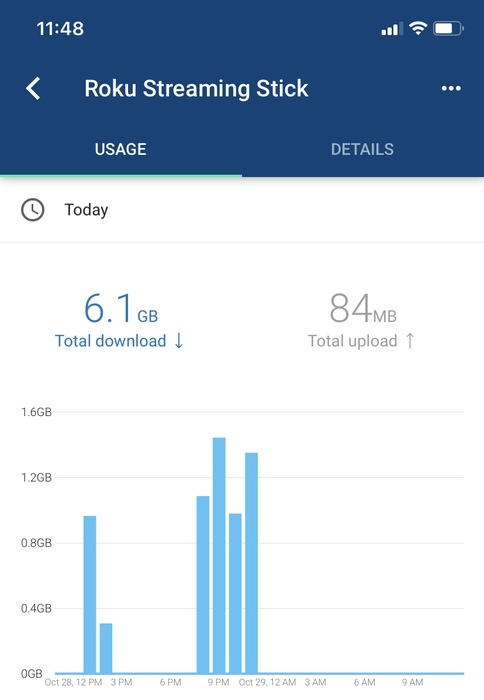 11:48
Roku Streaming Stick
USAGE DETAILS
Today
6.1GB 84MB
Total download ↓ Total upload ↑
1.6GB
1.2GB
0.8GB
0.4GB
0GB
Oct 28, 12 PM 3 PM 6 PM 9 PM Oct 29, 12 AM 3 AM 6 AM 9 AM